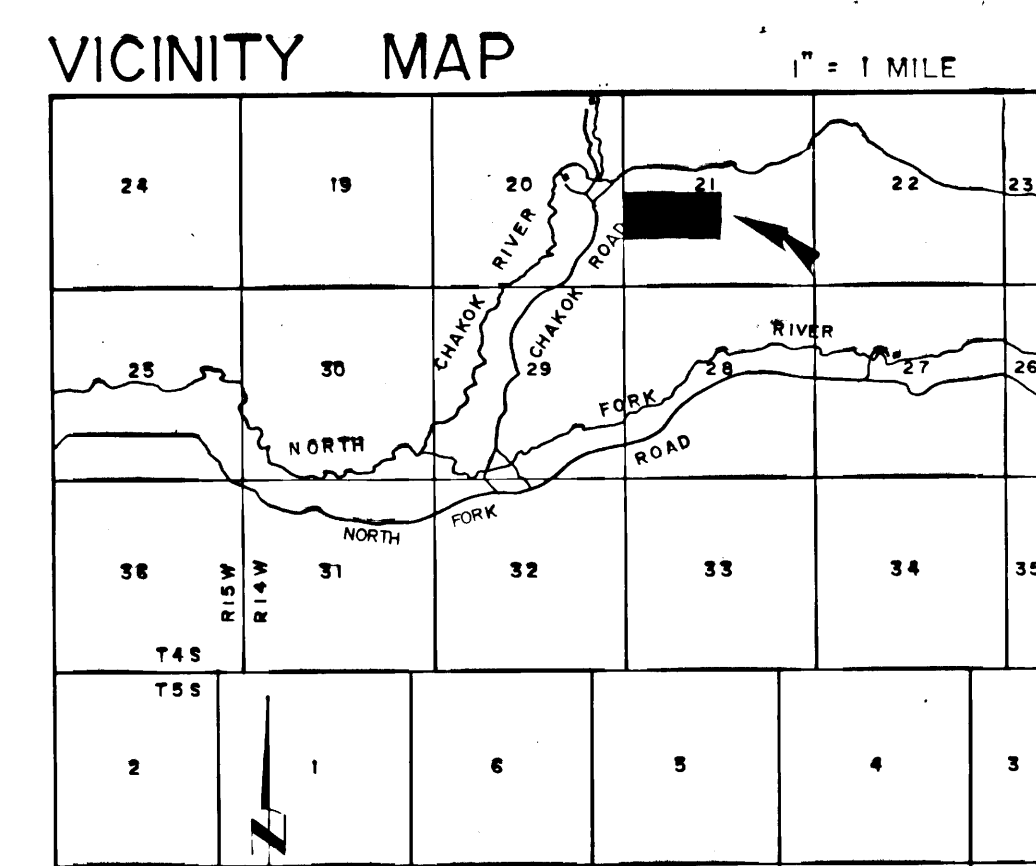 VICINITY MAP
1" = 1 MILE
24 19 20 21 22 23
CHAKOK RIVER
CHAKOK ROAD
RIVER
25 30 29 28 27 26
NORTH FORK
ROAD
NORTH FORK
36 31 32 33 34 35
R15W R14W
T4S
T5S
2 1 6 5 4 3
N